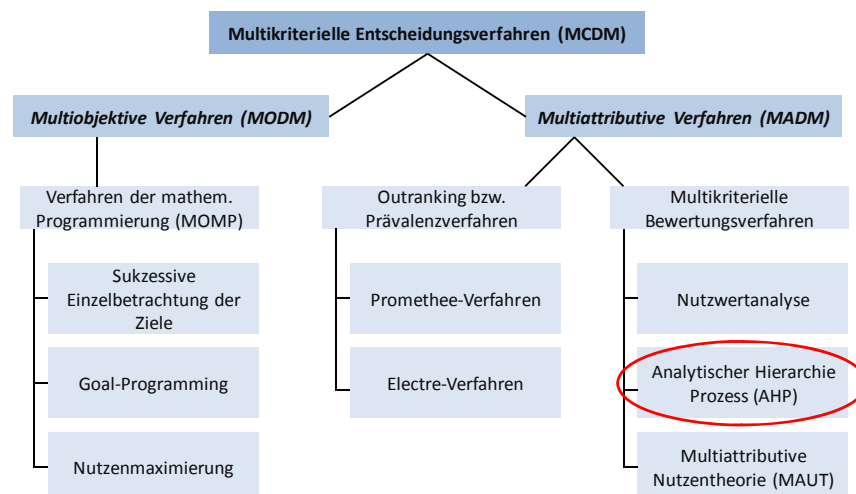 Multikriterielle Entscheidungsverfahren (MCDM)
Multiobjektive Verfahren (MODM)
Multiattributive Verfahren (MADM)
Verfahren der mathem.
Programmierung (MOMP)
Outranking bzw.
Prävalenzverfahren
Multikriterielle
Bewertungsverfahren
Sukzessive
Einzelbetrachtung der
Ziele
Promethee-Verfahren
Nutzwertanalyse
Goal-Programming
Electre-Verfahren
Analytischer Hierarchie
Prozess (AHP)
Nutzenmaximierung
Multiattributive
Nutzentheorie (MAUT)